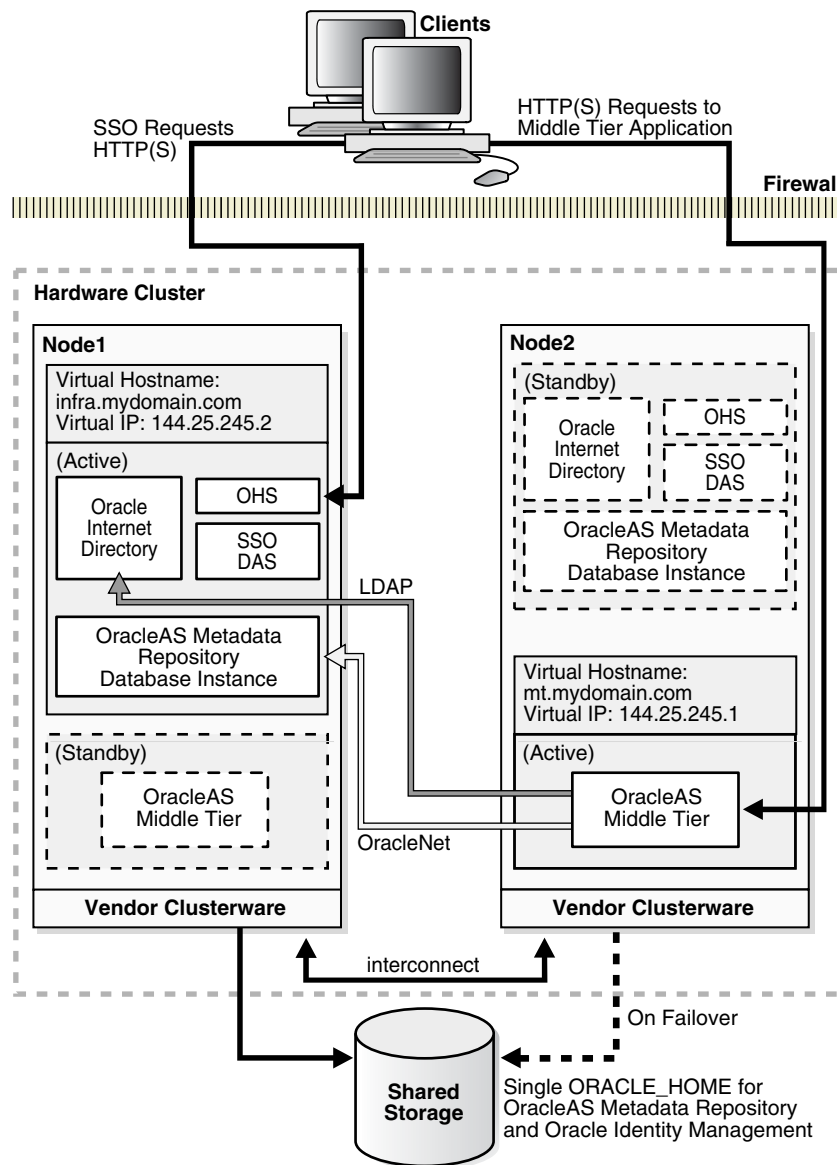 Clients
SSO Requests
HTTP(S)
HTTP(S) Requests to
Middle Tier Application
Firewal
Hardware Cluster
Node1
Virtual Hostname:
infra.mydomain.com
Virtual IP: 144.25.245.2
(Active)
Oracle
Internet
Directory
OHS
SSO
DAS
OracleAS Metadata
Repository
Database Instance
(Standby)
OracleAS
Middle Tier
Vendor Clusterware
LDAP
OracleNet
Node2
(Standby)
Oracle
Internet
Directory
OHS
SSO
DAS
OracleAS Metadata
Repository
Database Instance
Virtual Hostname:
mt.mydomain.com
Virtual IP: 144.25.245.1
(Active)
OracleAS
Middle Tier
Vendor Clusterware
interconnect
On Failover
Shared
Storage
Single ORACLE_HOME for
OracleAS Metadata Repository
and Oracle Identity Management